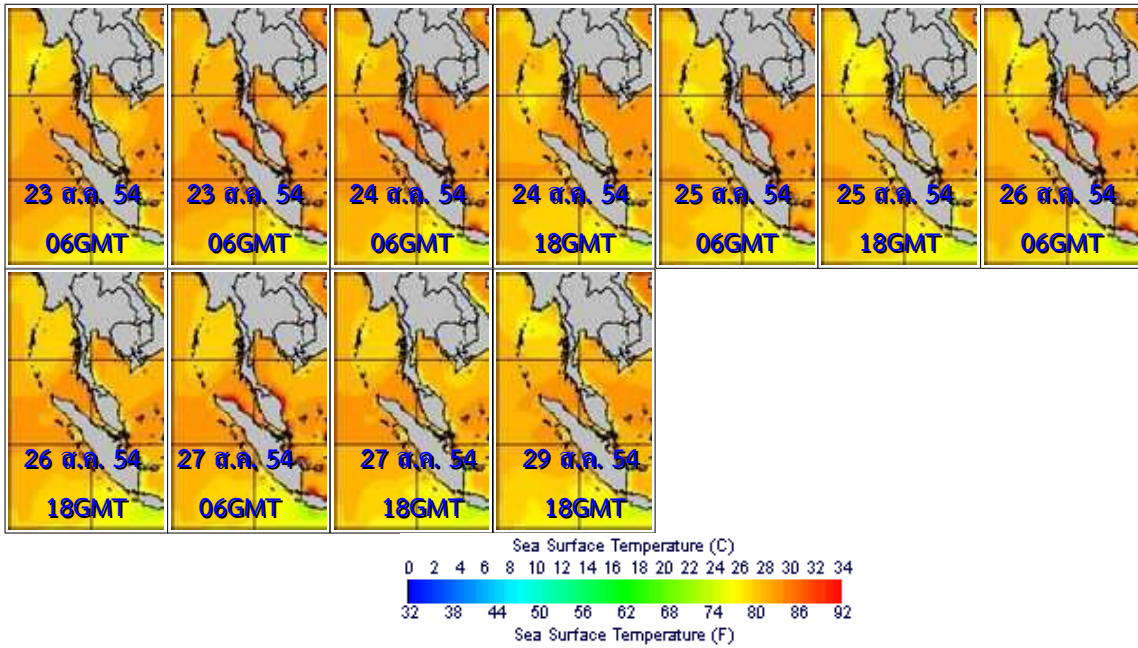 23 ส.ค. 54
06GMT
23 ส.ค. 54
06GMT
24 ส.ค. 54
06GMT
24 ส.ค. 54
18GMT
25 ส.ค. 54
06GMT
25 ส.ค. 54
18GMT
26 ส.ค. 54
06GMT
26 ส.ค. 54
18GMT
27 ส.ค. 54
06GMT
27 ส.ค. 54
18GMT
29 ส.ค. 54
18GMT
Sea Surface Temperature (C)
0 2 4 6 8 10 12 14 16 18 20 22 24 26 28 30 32 34
32 38 44 50 56 62 68 74 80 86 92
Sea Surface Temperature (F)